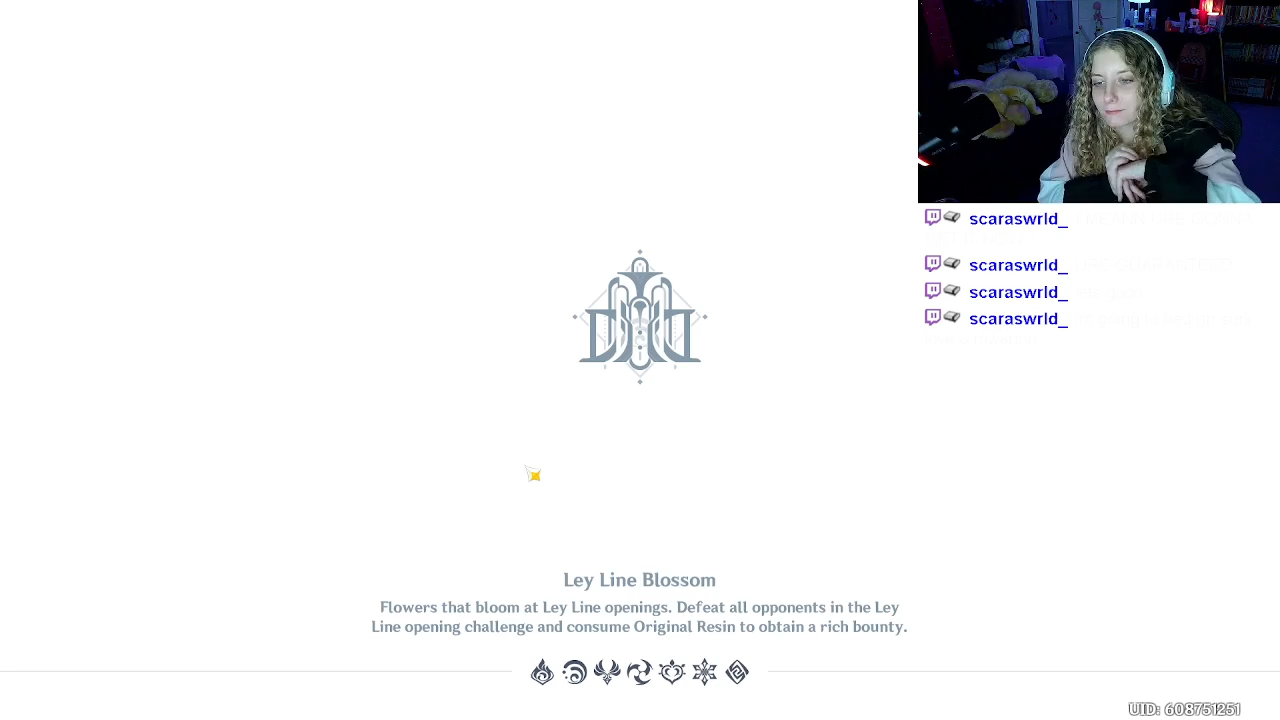 scaraswrld_
scaraswrld_
scaraswrld_
scaraswrld_
Ley Line Blossom
Flowers that bloom at Ley Line openings. Defeat all opponents in the Ley
Line opening challenge and consume Original Resin to obtain a rich bounty.
UID: 608751251